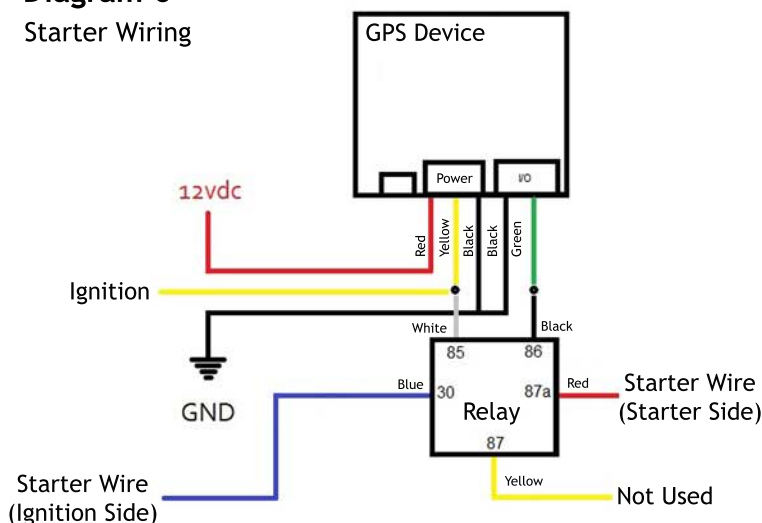 Starter Wiring
GPS Device
Power
I/O
12vdc
Red
Yellow
Black
Black
Green
Ignition
White
Black
85
86
Blue
30
87a
Red
Starter Wire
(Starter Side)
Relay
GND
87
Yellow
Not Used
Starter Wire
(Ignition Side)